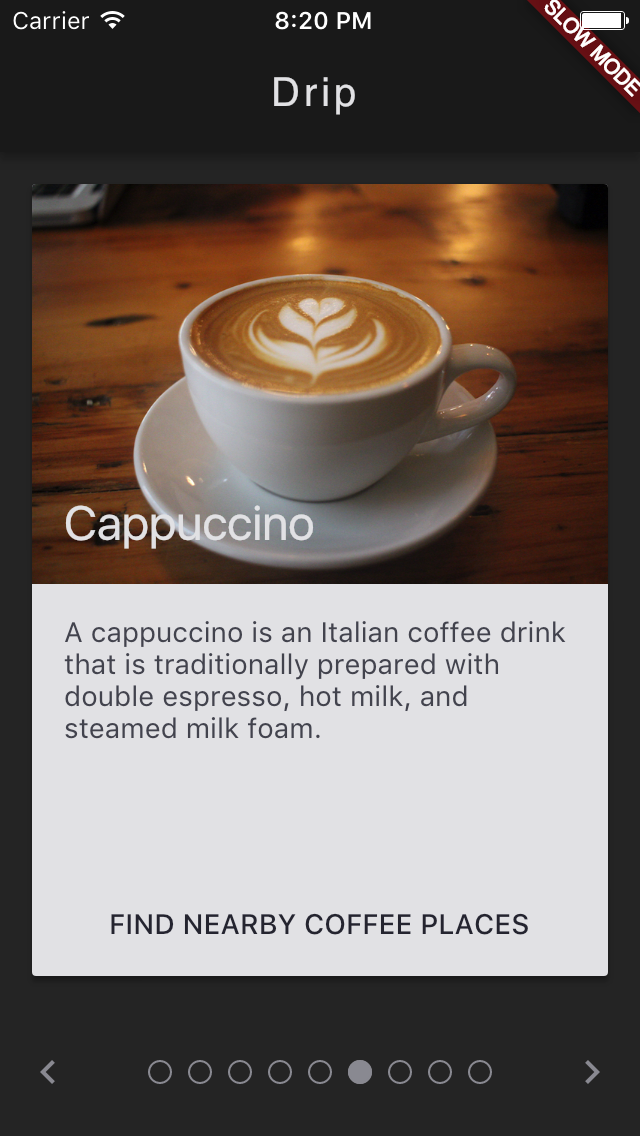 Carrier 8:20 PM
SLOW MODE
Drip
Cappuccino
A cappuccino is an Italian coffee drink
that is traditionally prepared with
double espresso, hot milk, and
steamed milk foam.
FIND NEARBY COFFEE PLACES